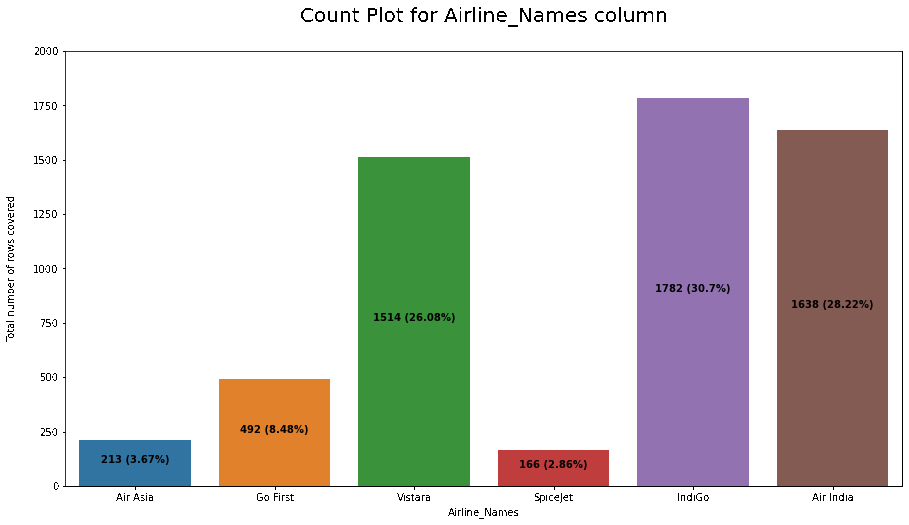 Count Plot for Airline_Names column
Total number of rows covered
2000
1750
1500
1250
1000
750
500
250
0
213 (3.67%)
492 (8.48%)
1514 (26.08%)
166 (2.86%)
1782 (30.7%)
1638 (28.22%)
Air Asia
Go First
Vistara
SpiceJet
IndiGo
Air India
Airline_Names